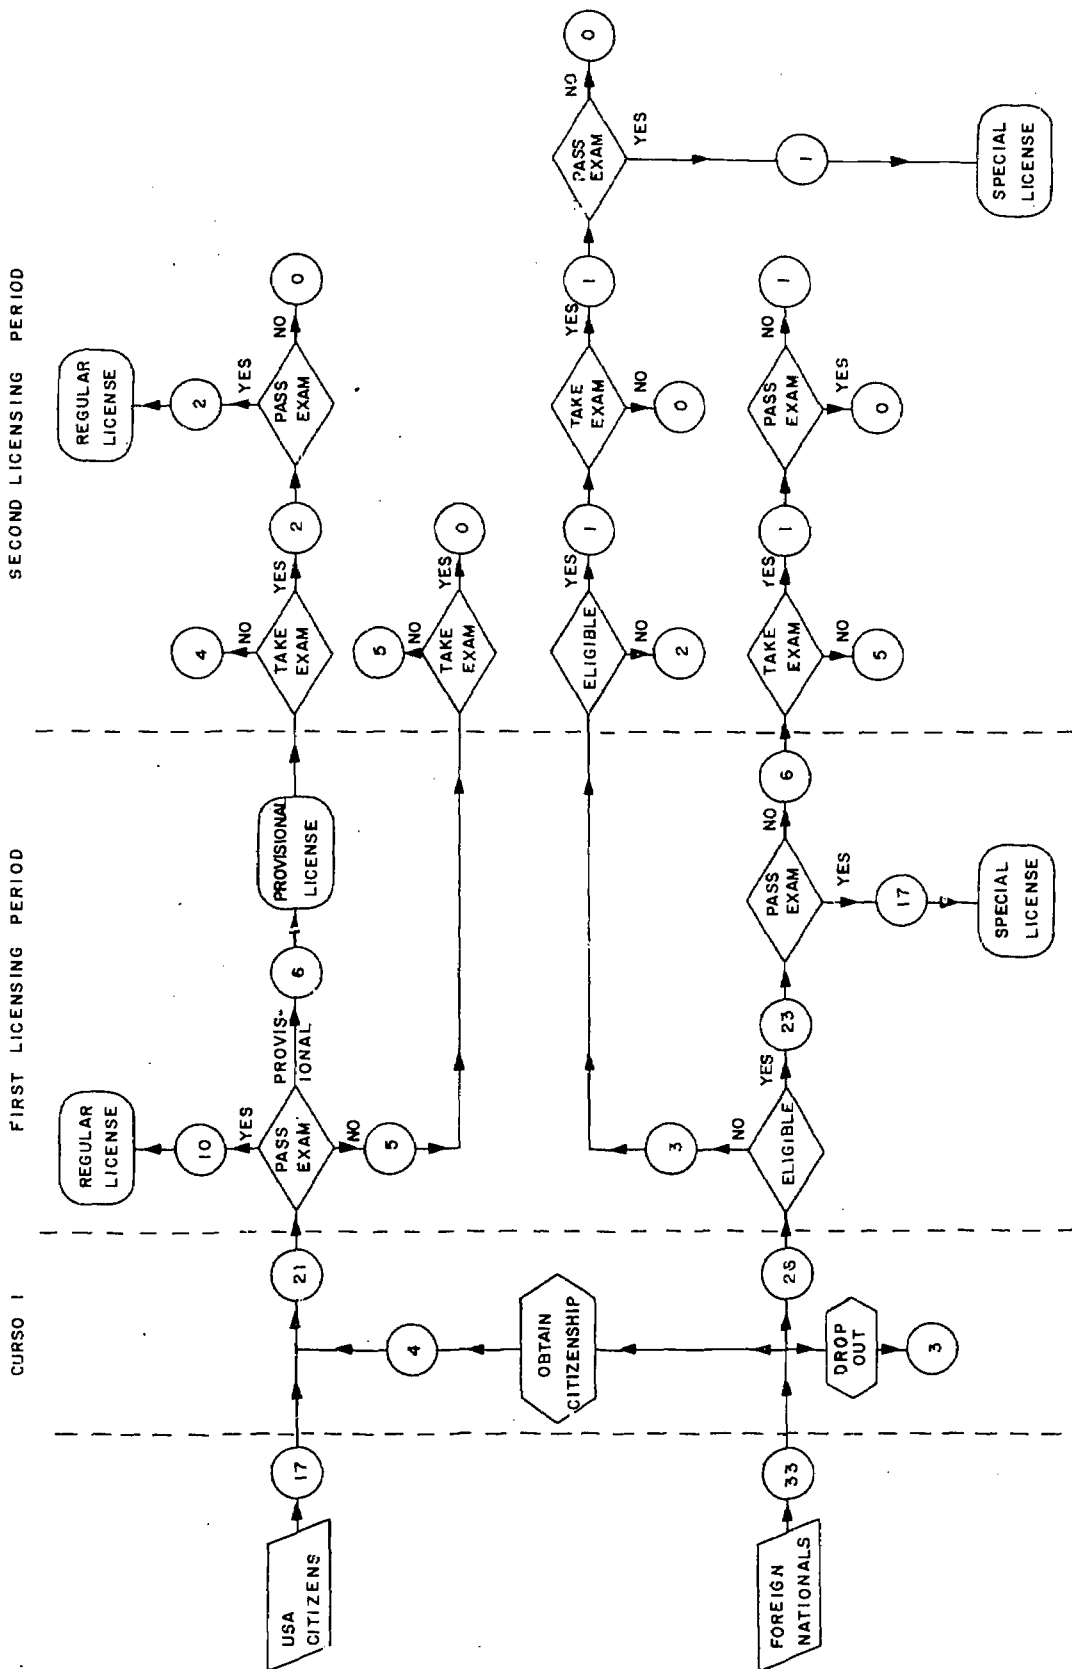 CURSO 1
FIRST LICENSING PERIOD
SECOND LICENSING PERIOD
USA
CITIZENS
17
21
PASS
EXAM
YES
10
REGULAR
LICENSE
PROVIS-
IONAL
6
PROVISIONAL
LICENSE
NO
5
TAKE
EXAM
NO
4
YES
2
PASS
EXAM
YES
2
REGULAR
LICENSE
NO
0
TAKE
EXAM
NO
5
YES
0
4
OBTAIN
CITIZENSHIP
FOREIGN
NATIONALS
33
DROP
OUT
3
26
ELIGIBLE
NO
3
YES
23
PASS
EXAM
YES
17
SPECIAL
LICENSE
NO
6
ELIGIBLE
NO
2
YES
1
TAKE
EXAM
NO
0
YES
1
PASS
EXAM
NO
0
YES
1
SPECIAL
LICENSE
TAKE
EXAM
NO
5
YES
1
PASS
EXAM
YES
0
NO
1